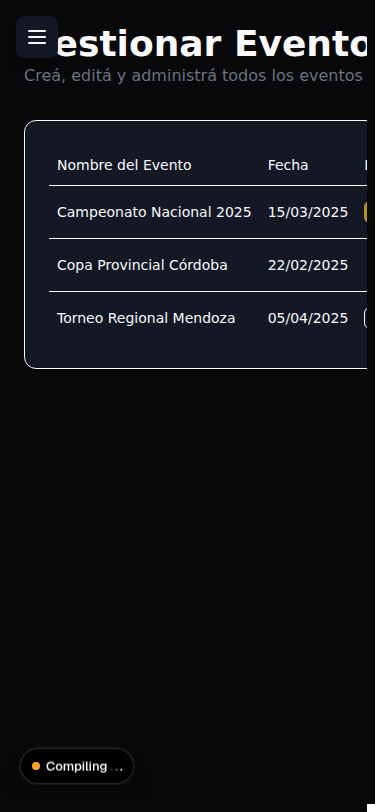 estionar Evento
Creá, editá y administrá todos los eventos
Nombre del Evento Fecha
Campeonato Nacional 2025 15/03/2025
Copa Provincial Córdoba 22/02/2025
Torneo Regional Mendoza 05/04/2025
Compiling ...